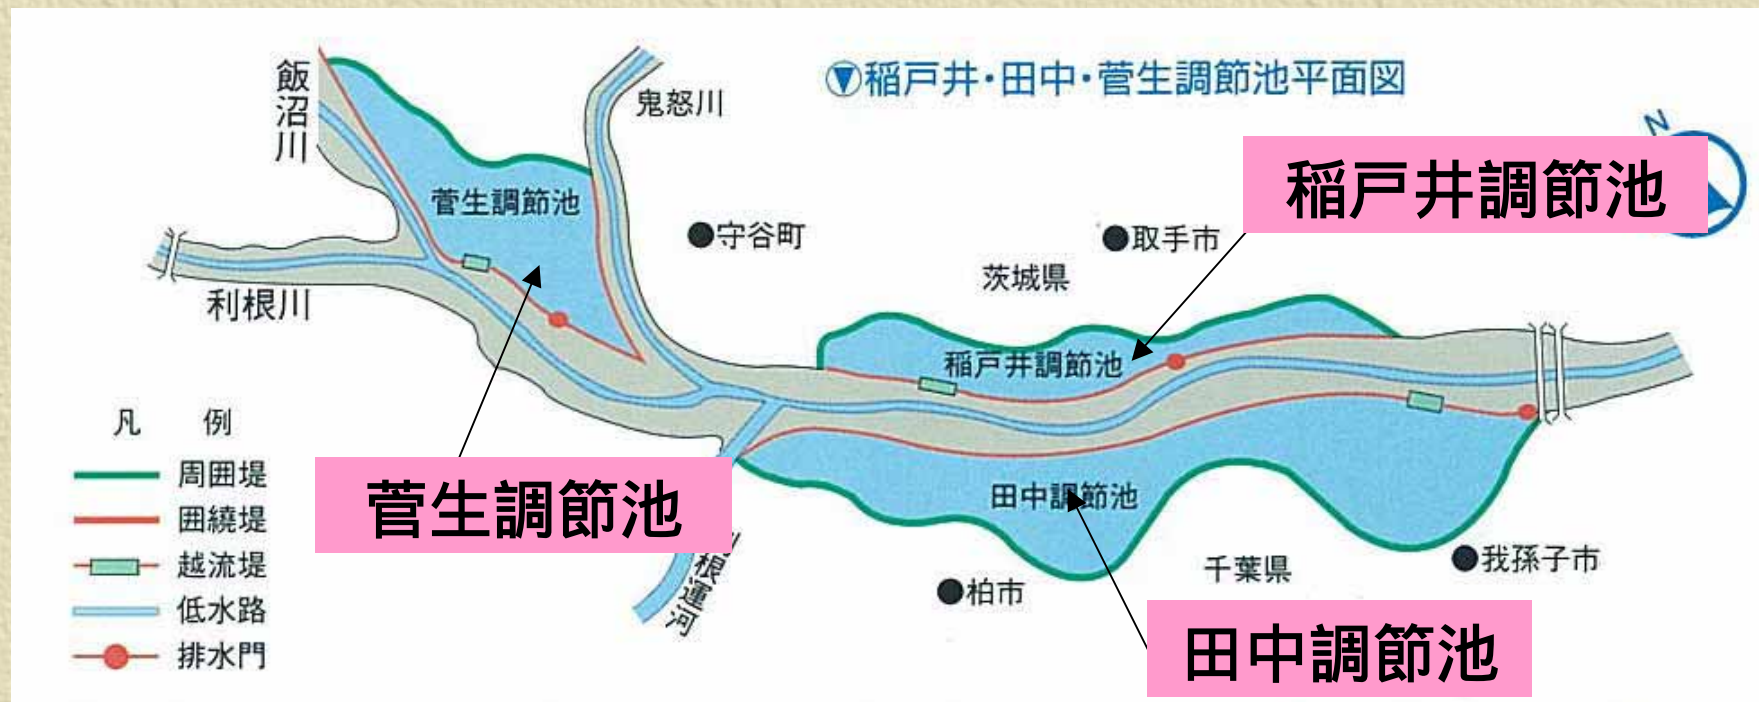 稲戸井・田中・菅生調節池平面図
N
飯沼川
鬼怒川
稲戸井調節池
菅生調節池
守谷町
取手市
茨城県
利根川
稲戸井調節池
凡 例
周囲堤
囲繞堤
越流堤
低水路
排水門
菅生調節池
田中調節池
根運河
柏市
千葉県
我孫子市
田中調節池